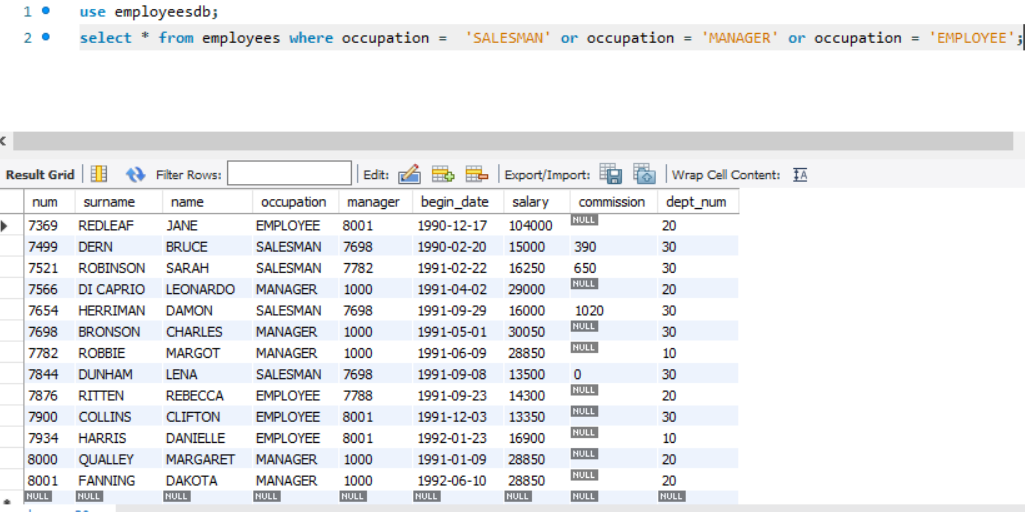 1 use employeesdb;
2 select * from employees where occupation =  'SALESMAN' or occupation = 'MANAGER' or occupation = 'EMPLOYEE';
Result Grid Filter Rows: Edit: Export/Import: Wrap Cell Content: IA
num surname name occupation manager begin_date salary commission dept_num
7369 REDLEAF JANE EMPLOYEE 8001 1990-12-17 104000 NULL 20
7499 DERN BRUCE SALESMAN 7698 1990-02-20 15000 390 30
7521 ROBINSON SARAH SALESMAN 7782 1991-02-22 16250 650 30
7566 DI CAPRIO LEONARDO MANAGER 1000 1991-04-02 29000 NULL 20
7654 HERRIMAN DAMON SALESMAN 7698 1991-09-29 16000 1020 30
7698 BRONSON CHARLES MANAGER 1000 1991-05-01 30050 NULL 30
7782 ROBBIE MARGOT MANAGER 1000 1991-06-09 28850 NULL 10
7844 DUNHAM LENA SALESMAN 7698 1991-09-08 13500 0 30
7876 RITTEN REBECCA EMPLOYEE 7788 1991-09-23 14300 NULL 20
7900 COLLINS CLIFTON EMPLOYEE 8001 1991-12-03 13350 NULL 30
7934 HARRIS DANIELLE EMPLOYEE 8001 1992-01-23 16900 NULL 10
8000 QUALLEY MARGARET MANAGER 1000 1991-01-09 28850 NULL 20
8001 FANNING DAKOTA MANAGER 1000 1992-06-10 28850 NULL 20
NULL NULL NULL NULL NULL NULL NULL NULL NULL